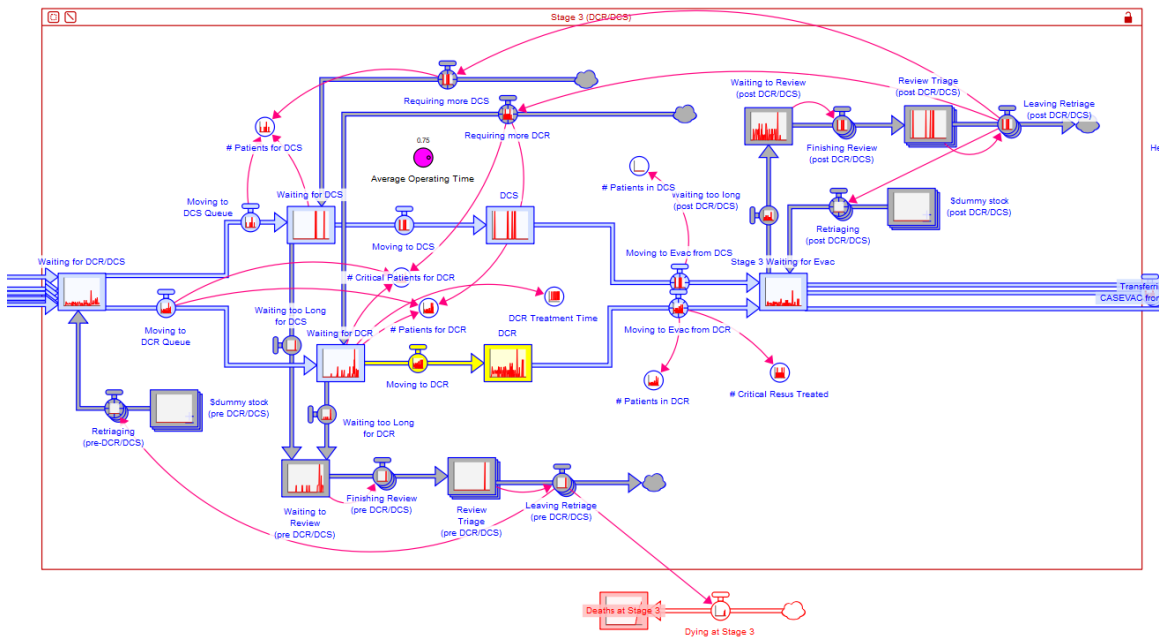 Stage 3 (DCR/DCS)
Requiring more DCS
Requiring more DCR
Waiting to Review
(post DCR/DCS)
Review Triage
(post DCR/DCS)
Leaving Retriage
(post DCR/DCS)
Finishing Review
(post DCR/DCS)
# Patients for DCS
0.75
Average Operating Time
# Patients in DCS
Waiting too long
(post DCR/DCS)
$dummy stock
(post DCR/DCS)
Retriaging
(post DCR/DCS)
He
Moving to
DCS Queue
Waiting for DCS
Moving to DCS
DCS
Moving to Evac from DCS
Stage 3 Waiting for Evac
Waiting for DCR/DCS
# Critical Patients for DCR
Transferri
CASEVAC from
Moving to
DCR Queue
Waiting too Long
for DCS
Waiting for DCR
# Patients for DCR
DCR Treatment Time
DCR
Moving to Evac from DCR
Moving to DCR
# Patients in DCR
# Critical Resus Treated
$dummy stock
(pre DCR/DCS)
Retriaging
(pre-DCR/DCS)
Waiting too Long
for DCR
Waiting to
Review
(pre DCR/DCS)
Finishing Review
(pre DCR/DCS)
Review
Triage
(pre DCR/DCS)
Leaving Retriage
(pre DCR/DCS)
Deaths at Stage 3
Dying at Stage 3